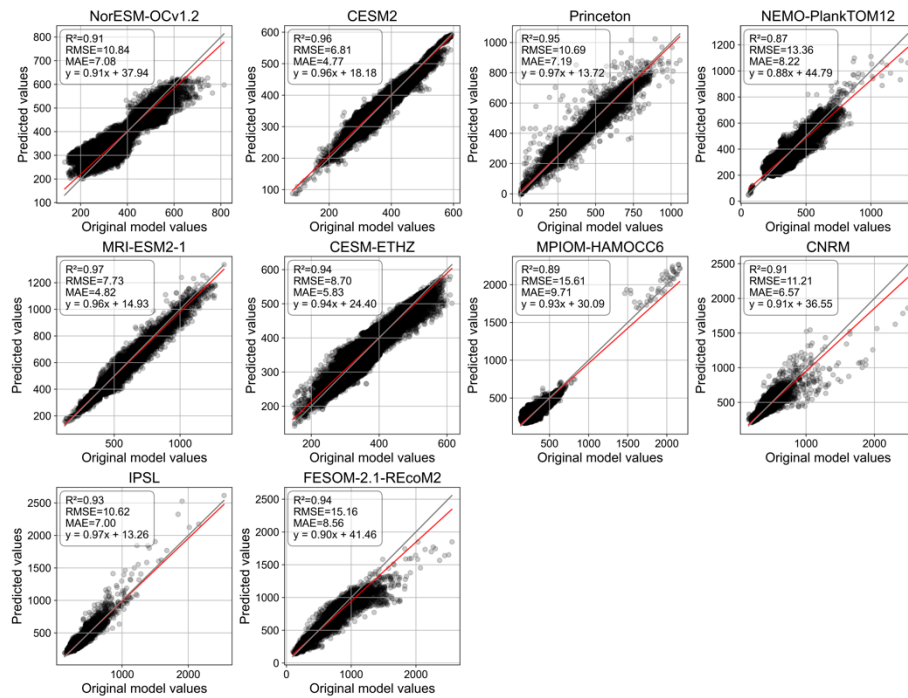 NorESM-OCv1.2
R²=0.91
RMSE=10.84
MAE=7.08
y = 0.91x + 37.94
800
700
600
500
400
300
200
100
200
400
600
800
Predicted values
Original model values
CESM2
R²=0.96
RMSE=6.81
MAE=4.77
y = 0.96x + 18.18
600
500
400
300
200
100
200
400
600
Predicted values
Original model values
Princeton
R²=0.95
RMSE=10.69
MAE=7.19
y = 0.97x + 13.72
1000
800
600
400
200
0
0
250
500
750
1000
Predicted values
Original model values
NEMO-PlankTOM12
R²=0.87
RMSE=13.36
MAE=8.22
y = 0.88x + 44.79
1200
1000
800
600
400
200
0
0
500
1000
Predicted values
Original model values
MRI-ESM2-1
R²=0.97
RMSE=7.73
MAE=4.82
y = 0.96x + 14.93
1200
1000
800
600
400
200
500
1000
Predicted values
Original model values
CESM-ETHZ
R²=0.94
RMSE=8.70
MAE=5.83
y = 0.94x + 24.40
600
500
400
300
200
200
400
600
Predicted values
Original model values
MPIOM-HAMOCC6
R²=0.89
RMSE=15.61
MAE=9.71
y = 0.93x + 30.09
2000
1500
1000
500
500
1000
1500
2000
Predicted values
Original model values
CNRM
R²=0.91
RMSE=11.21
MAE=6.57
y = 0.91x + 36.55
2500
2000
1500
1000
500
1000
2000
Predicted values
Original model values
IPSL
R²=0.93
RMSE=10.62
MAE=7.00
y = 0.97x + 13.26
2500
2000
1500
1000
500
1000
2000
Predicted values
Original model values
FESOM-2.1-REcoM2
R²=0.94
RMSE=15.16
MAE=8.56
y = 0.90x + 41.46
2500
2000
1500
1000
500
0
0
1000
2000
Predicted values
Original model values